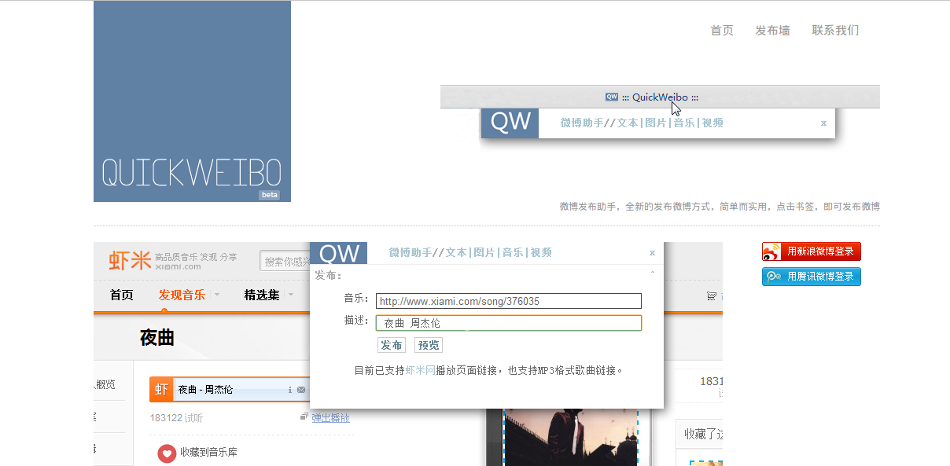 首页 发布墙 联系我们
QW ::: QuickWeibo :::
QW 微博助手//文本|图片|音乐|视频 x
QUICKWEIBO
beta
微博发布助手，全新的发布微博方式，简单而实用，点击书签，即可发布微博
虾米 高品质音乐 发现 分享
xiami.com
搜索你感兴
QW 微博助手//文本|图片|音乐|视频 x
用新浪微博登录
用腾讯微博登录
首页 发现音乐 精选集
发布：
音乐： http://www.xiami.com/song/376035
描述： 夜曲 周杰伦
发布 预览
目前已支持虾米网播放页面链接，也支持MP3格式歌曲链接。
夜曲
虾 夜曲 - 周杰伦
183122 试听 弹出播放
收藏到音乐库
1831
收藏了这